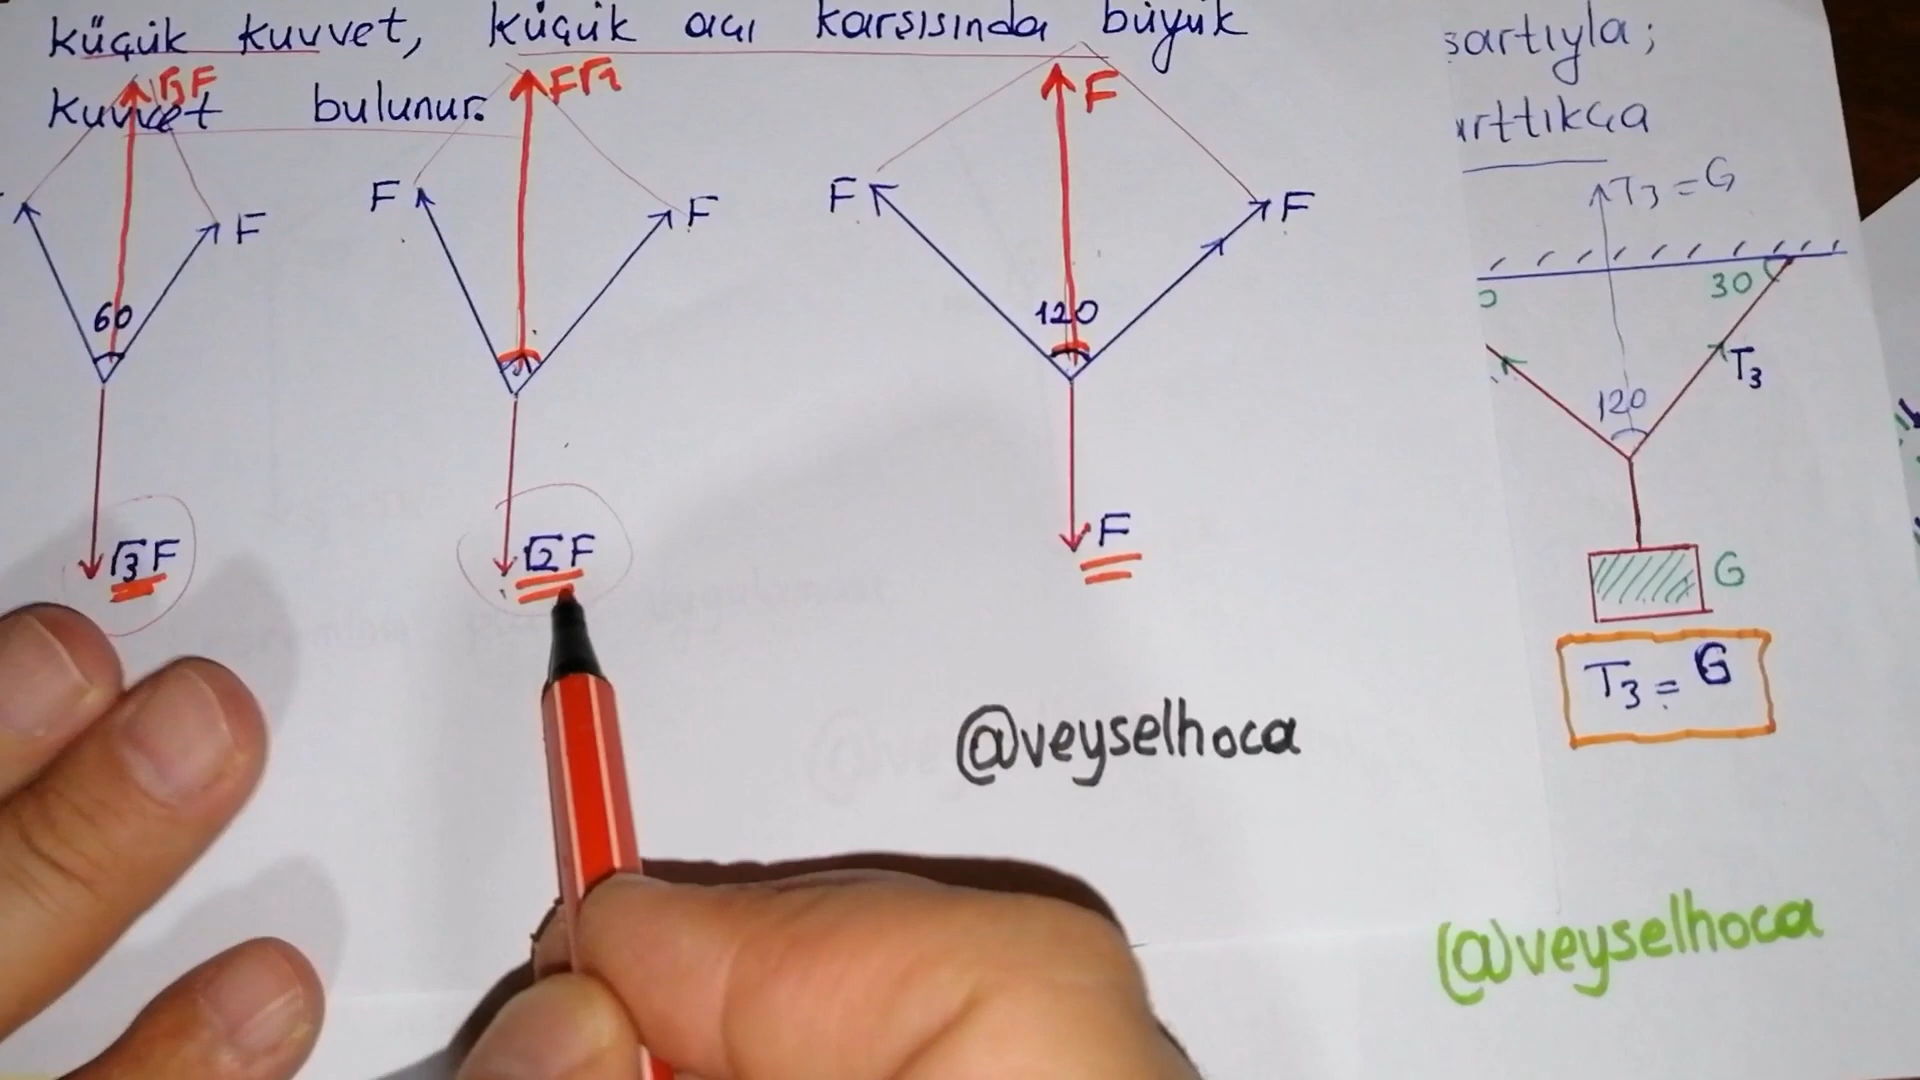 küçük kuvvet, küçük açı karşısında büyük
kuvvet bulunur.
√3F
F
60
√3F
F√2
F
F
√2F
F
F
F
120
F
şartıyla;
arttıkça
T3 = G
30
T3
120
G
T3 = G
@veyselhoca
@veyselhoca